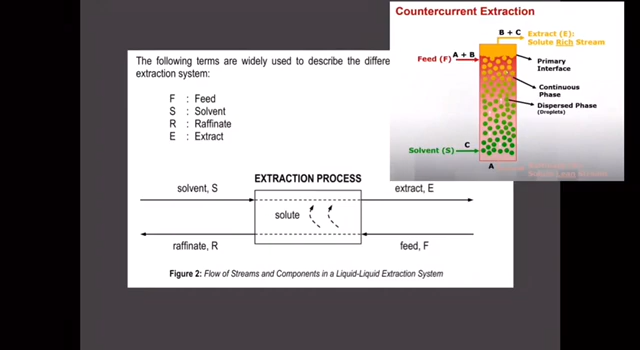 The following terms are widely used to describe the differe
extraction system:
F : Feed
S : Solvent
R : Raffinate
E : Extract
EXTRACTION PROCESS
solvent, S
extract, E
solute
raffinate, R
feed, F
Figure 2: Flow of Streams and Components in a Liquid-Liquid Extraction System
Countercurrent Extraction
B + C
Extract (E):
Solute Rich Stream
Feed (F) A + B
Primary
Interface
Continuous
Phase
Dispersed Phase
(Droplets)
Solvent (S) C
A